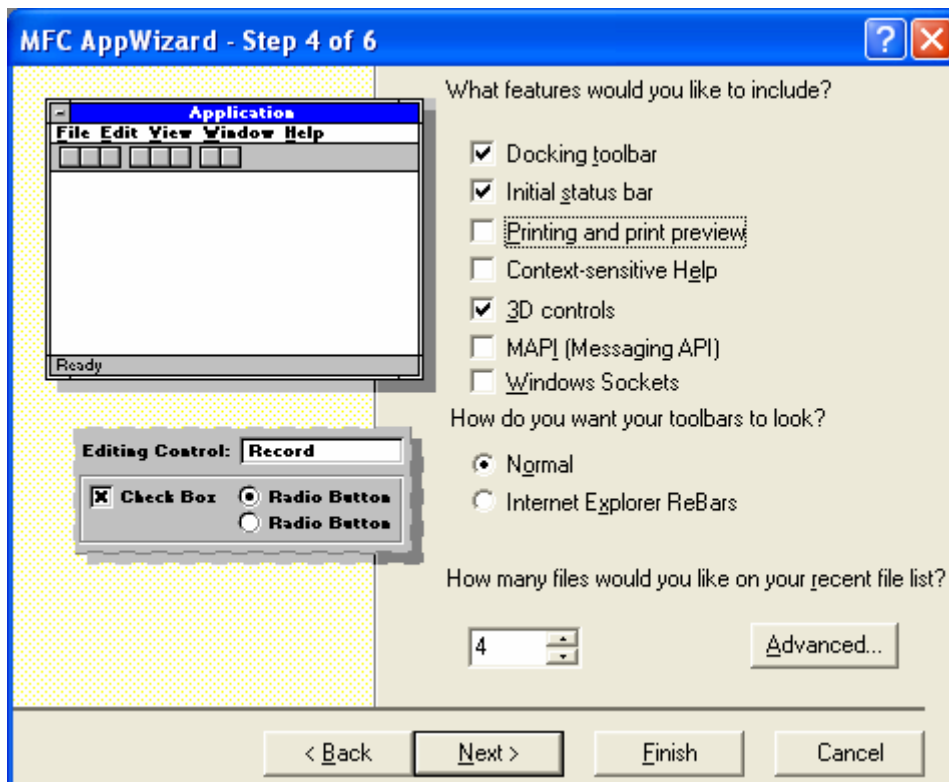 MFC AppWizard - Step 4 of 6
Application
File Edit View Window Help
Ready
Editing Control: Record
Check Box
Radio Button
Radio Button
What features would you like to include?
Docking toolbar
Initial status bar
Printing and print preview
Context-sensitive Help
3D controls
MAPI (Messaging API)
Windows Sockets
How do you want your toolbars to look?
Normal
Internet Explorer ReBars
How many files would you like on your recent file list?
4
Advanced...
< Back
Next >
Finish
Cancel